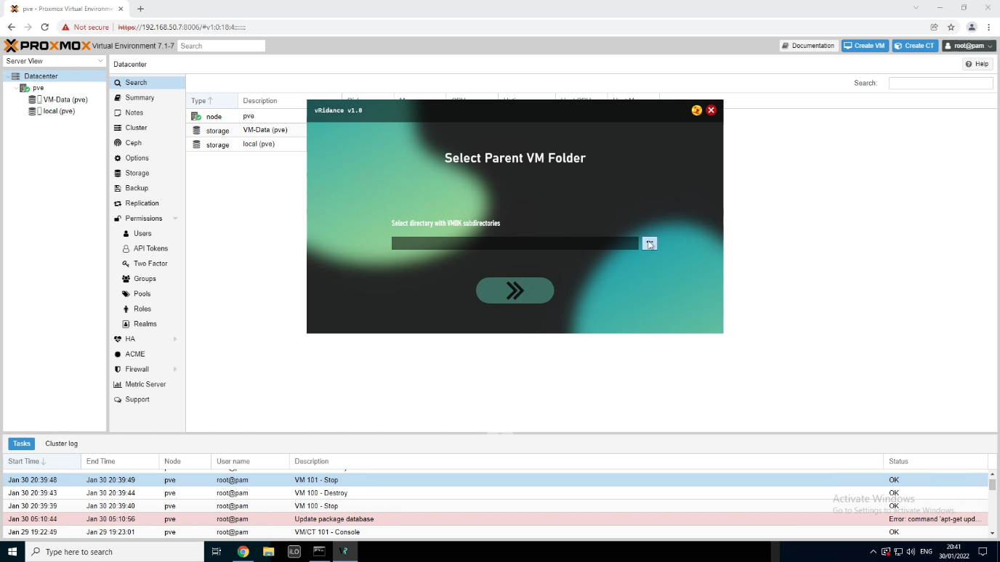 pve - Proxmox Virtual Environme
Not secure
https://192.168.50.7:8006/#v1:0:18:4:::::::
PROXMOX Virtual Environment 7.1-7
Search
Documentation
Create VM
Create CT
root@pam
Server View
Datacenter
pve
VM-Data (pve)
local (pve)
Datacenter
Help
Search
Summary
Notes
Cluster
Ceph
Options
Storage
Backup
Replication
Permissions
Users
API Tokens
Two Factor
Groups
Pools
Roles
Realms
HA
ACME
Firewall
Metric Server
Support
Search:
Type
Description
node
pve
storage
VM-Data (pve)
storage
local (pve)
vRidance v1.0
Select Parent VM Folder
Select directory with VMDK subdirectories
Tasks
Cluster log
Start Time
End Time
Node
User name
Description
Status
Jan 30 20:39:48
Jan 30 20:39:49
pve
root@pam
VM 101 - Stop
OK
Jan 30 20:39:43
Jan 30 20:39:44
pve
root@pam
VM 100 - Destroy
OK
Jan 30 20:39:39
Jan 30 20:39:40
pve
root@pam
VM 100 - Stop
OK
Jan 30 05:10:44
Jan 30 05:10:56
pve
root@pam
Update package database
Error: command 'apt-get upd...
Jan 29 19:22:49
Jan 29 19:23:01
pve
root@pam
VM/CT 101 - Console
OK
Activate Windows
Go to Settings to activate Windows.
Type here to search
iLO
ENG
20:41
30/01/2022